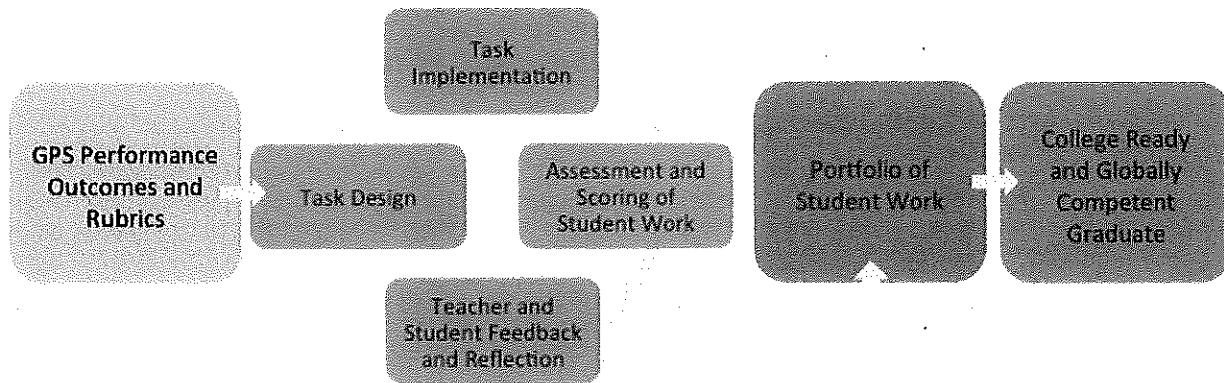 GPS Performance
Outcomes and
Rubrics
Task Design
Task
Implementation
Assessment and
Scoring of
Student Work
Teacher and
Student Feedback
and Reflection
Portfolio of
Student Work
College Ready
and Globally
Competent
Graduate